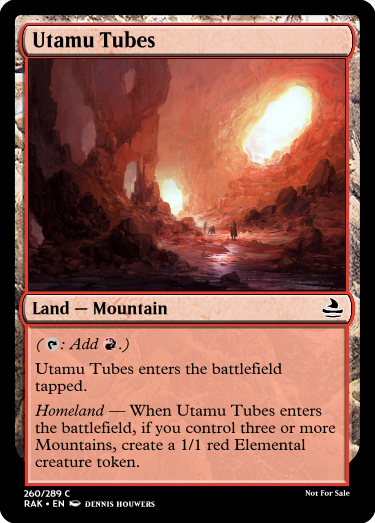 Utamu Tubes
Land — Mountain
(: Add .)
Utamu Tubes enters the battlefield
tapped.
Homeland — When Utamu Tubes enters
the battlefield, if you control three or more
Mountains, create a 1/1 red Elemental
creature token.
260/289 C
Not For Sale
RAK • EN DENNIS HOUWERS